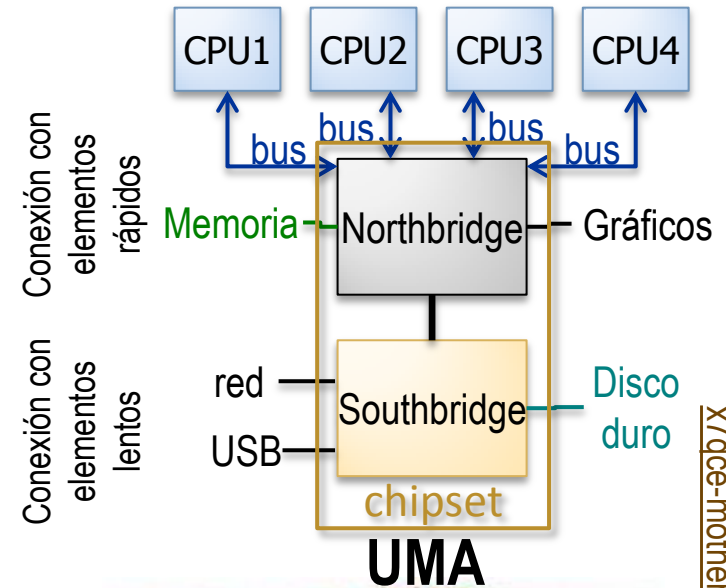 CPU1
CPU2
CPU3
CPU4
bus
bus
bus
bus
Conexión con
elementos
rápidos
Memoria
Northbridge
Gráficos
Conexión con
elementos
lentos
red
USB
Southbridge
Disco
duro
chipset
UMA